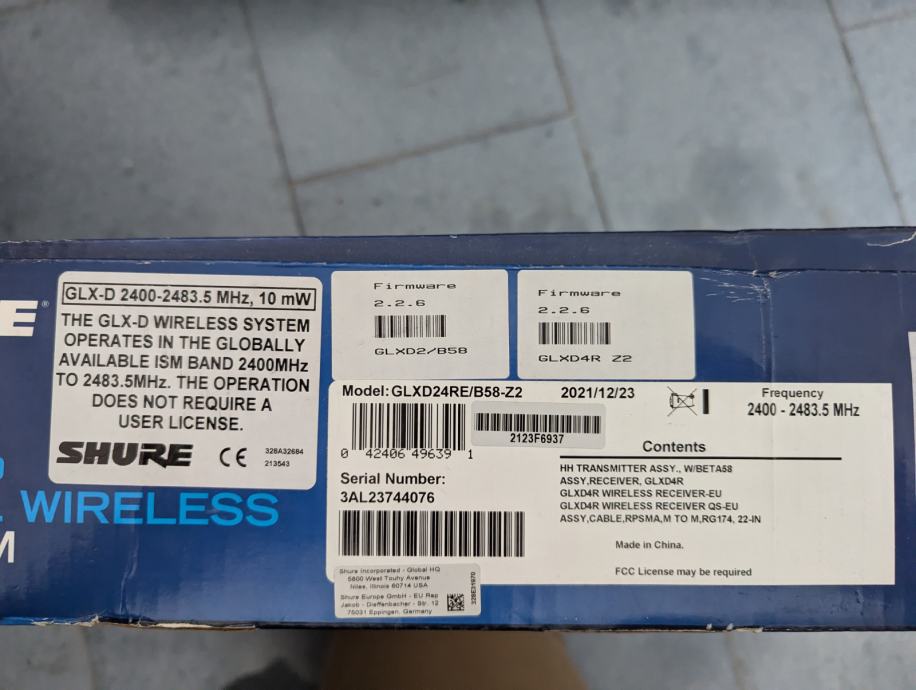 E®
GLX-D 2400-2483.5 MHz, 10 mW
THE GLX-D WIRELESS SYSTEM
OPERATES IN THE GLOBALLY
AVAILABLE ISM BAND 2400MHz
TO 2483.5MHz. THE OPERATION
DOES NOT REQUIRE A
USER LICENSE.
SHURE CE 328A32684
213543
WIRELESS
M
Firmware
2.2.6
GLXD2/B58
Firmware
2.2.6
GLXD4R Z2
Model: GLXD24RE/B58-Z2 2021/12/23
0 42406 49639 1
2123F6937
Serial Number:
3AL23744076
Frequency
2400 - 2483.5 MHz
Contents
HH TRANSMITTER ASSY., W/BETA58
ASSY,RECEIVER, GLXD4R
GLXD4R WIRELESS RECEIVER-EU
GLXD4R WIRELESS RECEIVER QS-EU
ASSY,CABLE,RPSMA,M TO M,RG174, 22-IN
Made in China.
FCC License may be required
Shure Incorporated - Global HQ
5800 West Touhy Avenue
Niles, Illinois 60714 USA
Shure Europe GmbH - EU Rep
Jakob - Dieffenbacher - Str. 12
75031 Eppingen, Germany